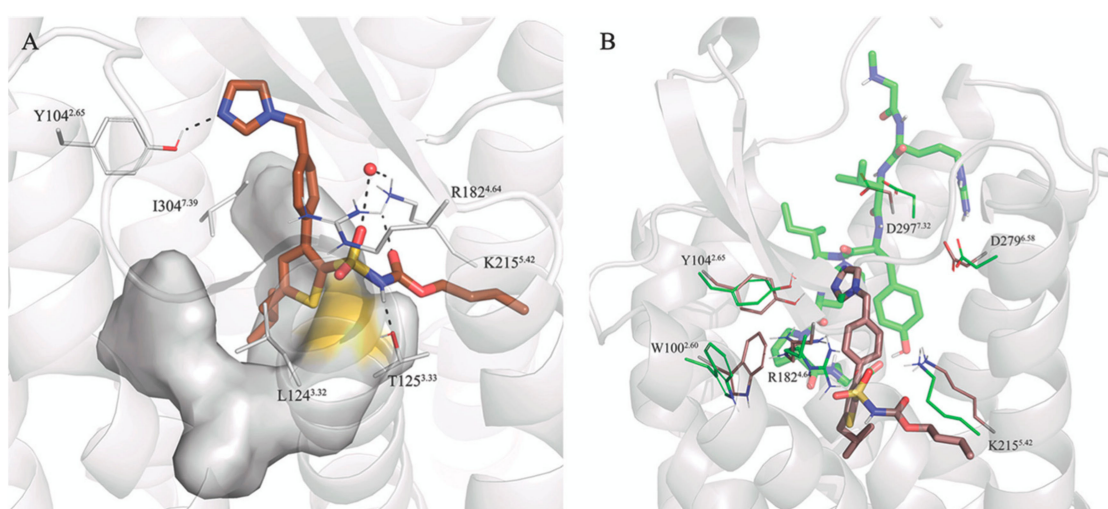 A
Y104^2.65
I304^7.39
R182^4.64
K215^5.42
L124^3.32
T125^3.33
B
D297^7.32
D279^6.58
Y104^2.65
W100^2.60
R182^4.64
K215^5.42